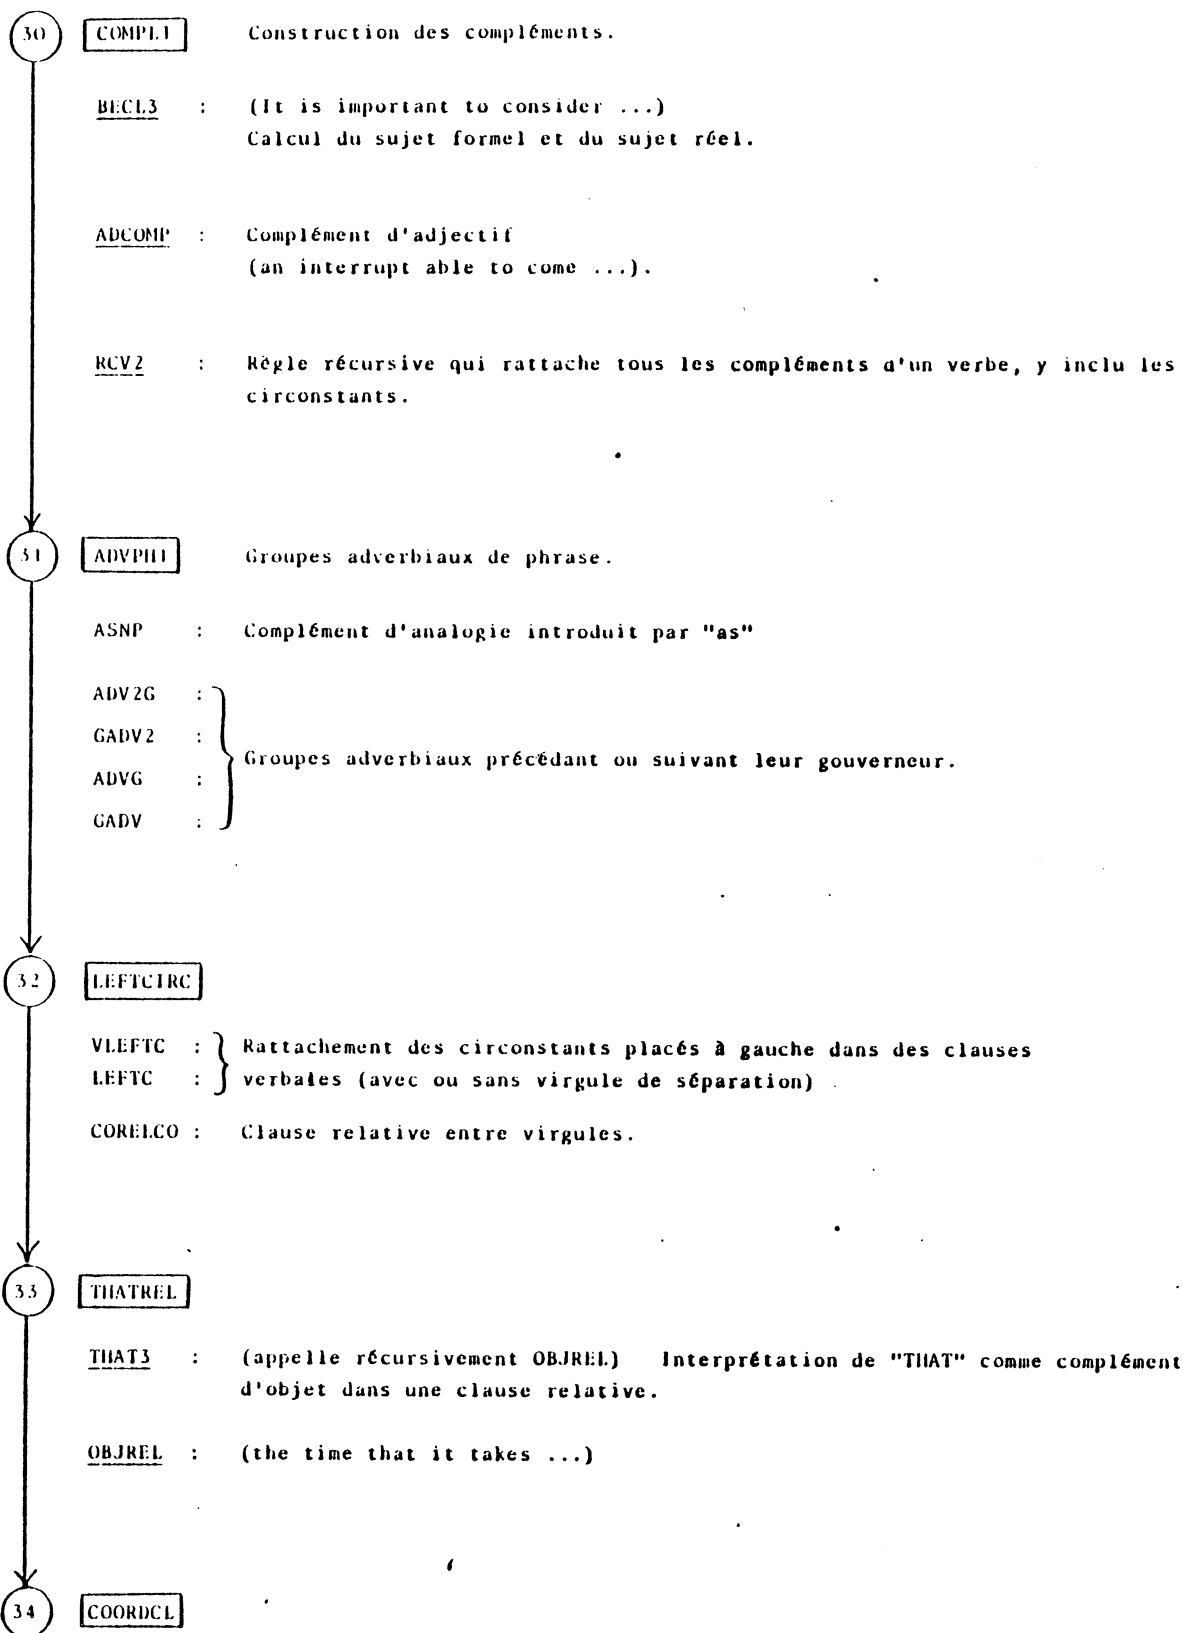 30 COMPL1 Construction des compléments.
BECL3 : (It is important to consider ...)
Calcul du sujet formel et du sujet réel.
ADCOMP : Complément d'adjectif
(an interrupt able to come ...).
RCV2 : Règle récursive qui rattache tous les compléments d'un verbe, y inclu les
circonstants.
31 ADVPH1 Groupes adverbiaux de phrase.
ASNP : Complément d'analogie introduit par "as"
ADV2G :
GADV2 :
Groupes adverbiaux précédant ou suivant leur gouverneur.
ADVG :
GADV :
32 LEFTCIRC
VLEFTC : Rattachement des circonstants placés à gauche dans des clauses
LEFTC : verbales (avec ou sans virgule de séparation)
CORELCO : Clause relative entre virgules.
33 THATREL
THAT3 : (appelle récursivement OBJREL) Interprétation de "THAT" comme complément
d'objet dans une clause relative.
OBJREL : (the time that it takes ...)
34 COORDCL